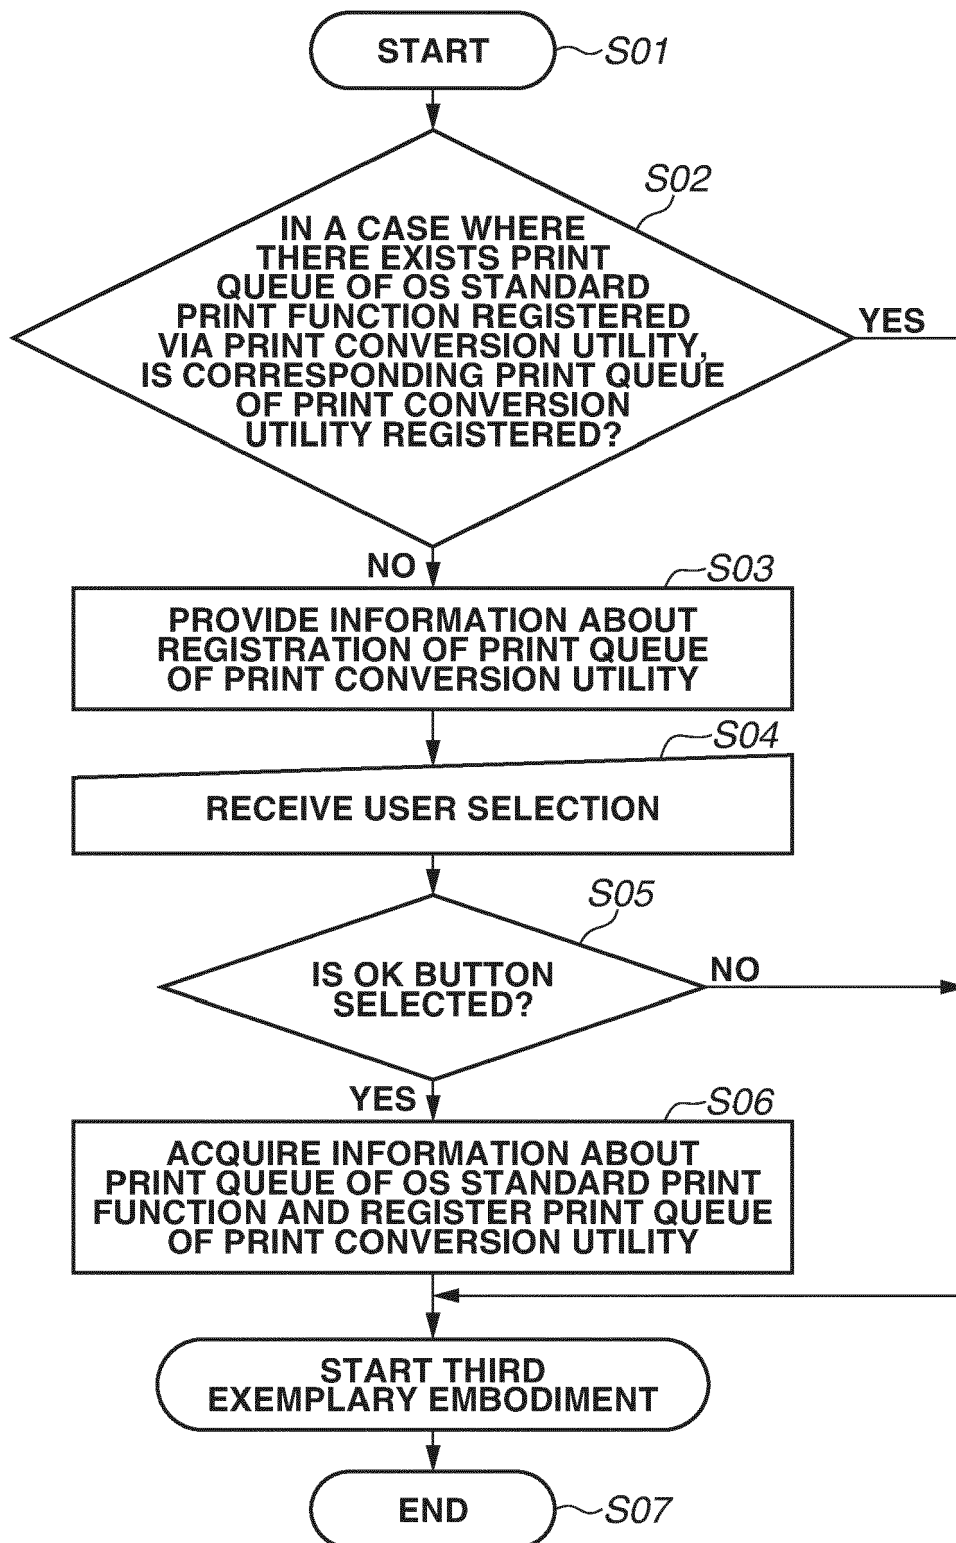 START
S01
S02
IN A CASE WHERE
THERE EXISTS PRINT
QUEUE OF OS STANDARD
PRINT FUNCTION REGISTERED
VIA PRINT CONVERSION UTILITY,
IS CORRESPONDING PRINT QUEUE
OF PRINT CONVERSION
UTILITY REGISTERED?
YES
NO
S03
PROVIDE INFORMATION ABOUT
REGISTRATION OF PRINT QUEUE
OF PRINT CONVERSION UTILITY
S04
RECEIVE USER SELECTION
S05
IS OK BUTTON
SELECTED?
NO
YES
S06
ACQUIRE INFORMATION ABOUT
PRINT QUEUE OF OS STANDARD PRINT
FUNCTION AND REGISTER PRINT QUEUE
OF PRINT CONVERSION UTILITY
START THIRD
EXEMPLARY EMBODIMENT
END
S07